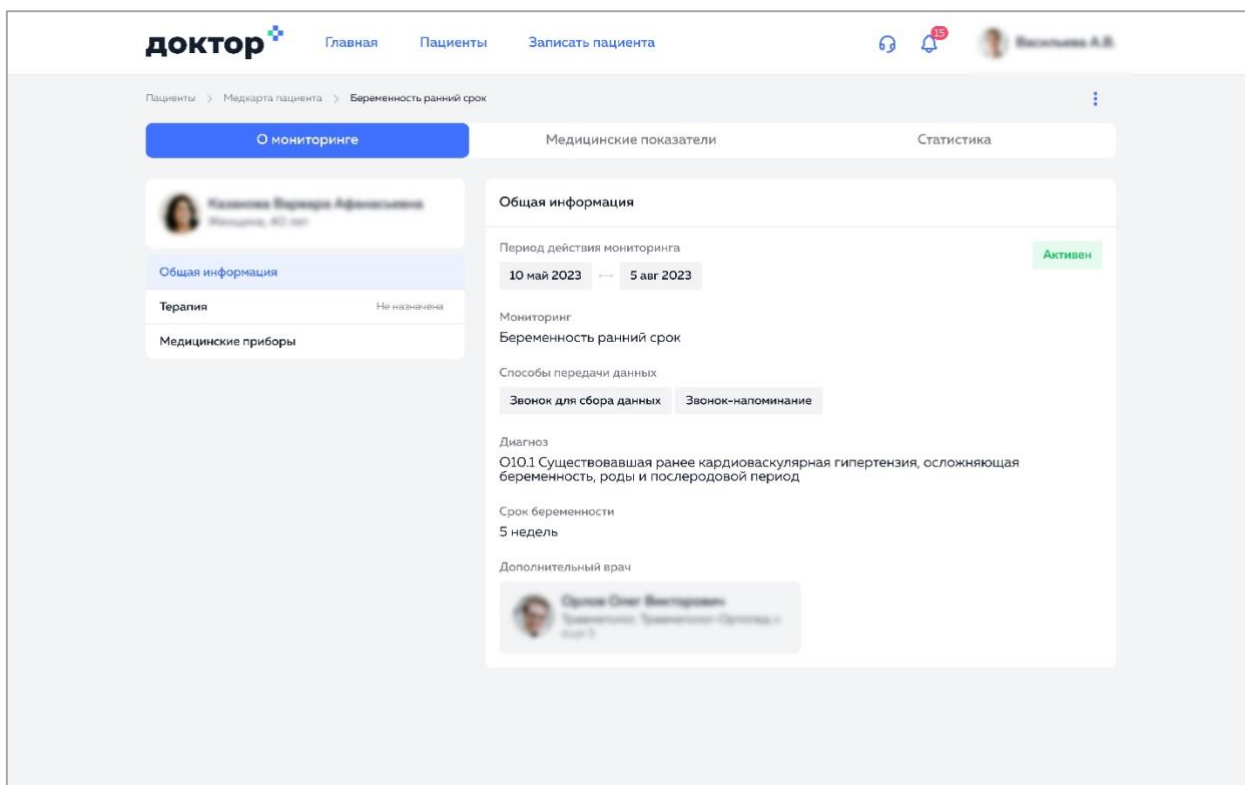 доктор
Главная Пациенты Записать пациента 15
Пациенты > Медкарта пациента > Беременность ранний срок
О мониторинге Медицинские показатели Статистика
Общая информация
Терапия Не назначена
Медицинские приборы
Общая информация
Период действия мониторинга
Активен
10 май 2023 — 5 авг 2023
Мониторинг
Беременность ранний срок
Способы передачи данных
Звонок для сбора данных Звонок-напоминание
Диагноз
O10.1 Существовавшая ранее кардиоваскулярная гипертензия, осложняющая
беременность, роды и послеродовой период
Срок беременности
5 недель
Дополнительный врач